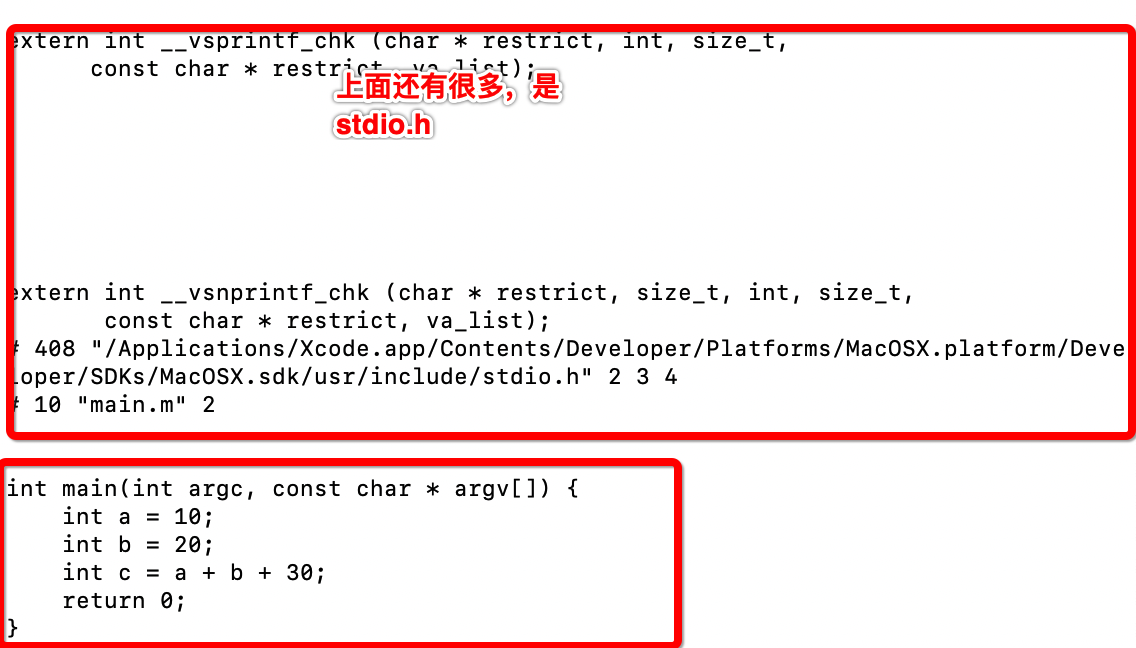 extern int __vsprintf_chk (char * restrict, int, size_t,
const char * restrict, va_list);
上面还有很多，是
stdio.h
extern int __vsnprintf_chk (char * restrict, size_t, int, size_t,
const char * restrict, va_list);
# 408 "/Applications/Xcode.app/Contents/Developer/Platforms/MacOSX.platform/Deve
loper/SDKs/MacOSX.sdk/usr/include/stdio.h" 2 3 4
# 10 "main.m" 2
int main(int argc, const char * argv[]) {
int a = 10;
int b = 20;
int c = a + b + 30;
return 0;
}